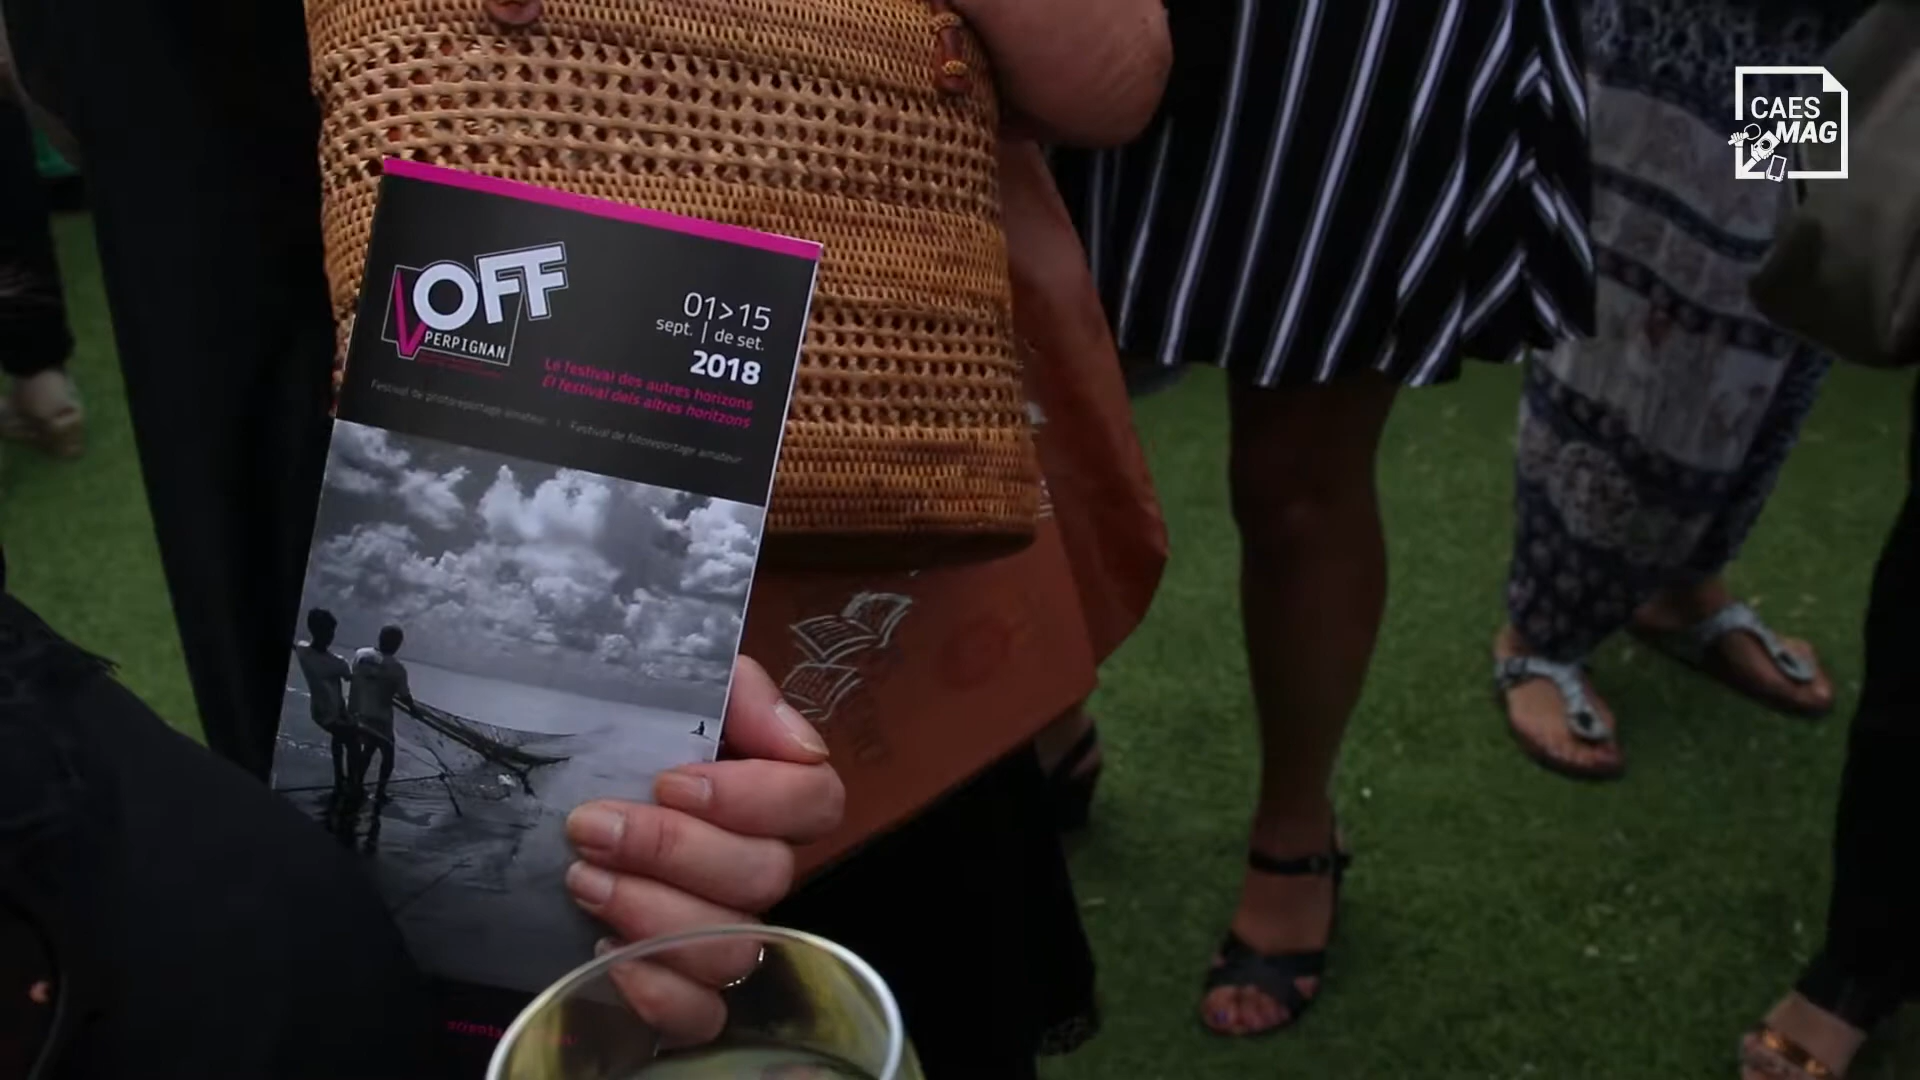 OFF
PERPIGNAN
01>15
sept. | de set.
2018
Le festival des autres horizons
El festival dels altres horitzons
Festival de photoreportage amateur | Festival de fotoreportage amateur
CAES
MAG